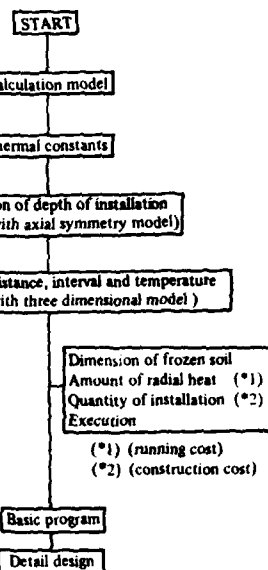 START
alculation model
hermal constants
on of depth of installation
with axial symmetry model)
istance, interval and temperature
with three dimensional model )
Dimension of frozen soil
Amount of radial heat (*1)
Quantity of installation (*2)
Execution
(*1) (running cost)
(*2) (construction cost)
Basic program
Detail design